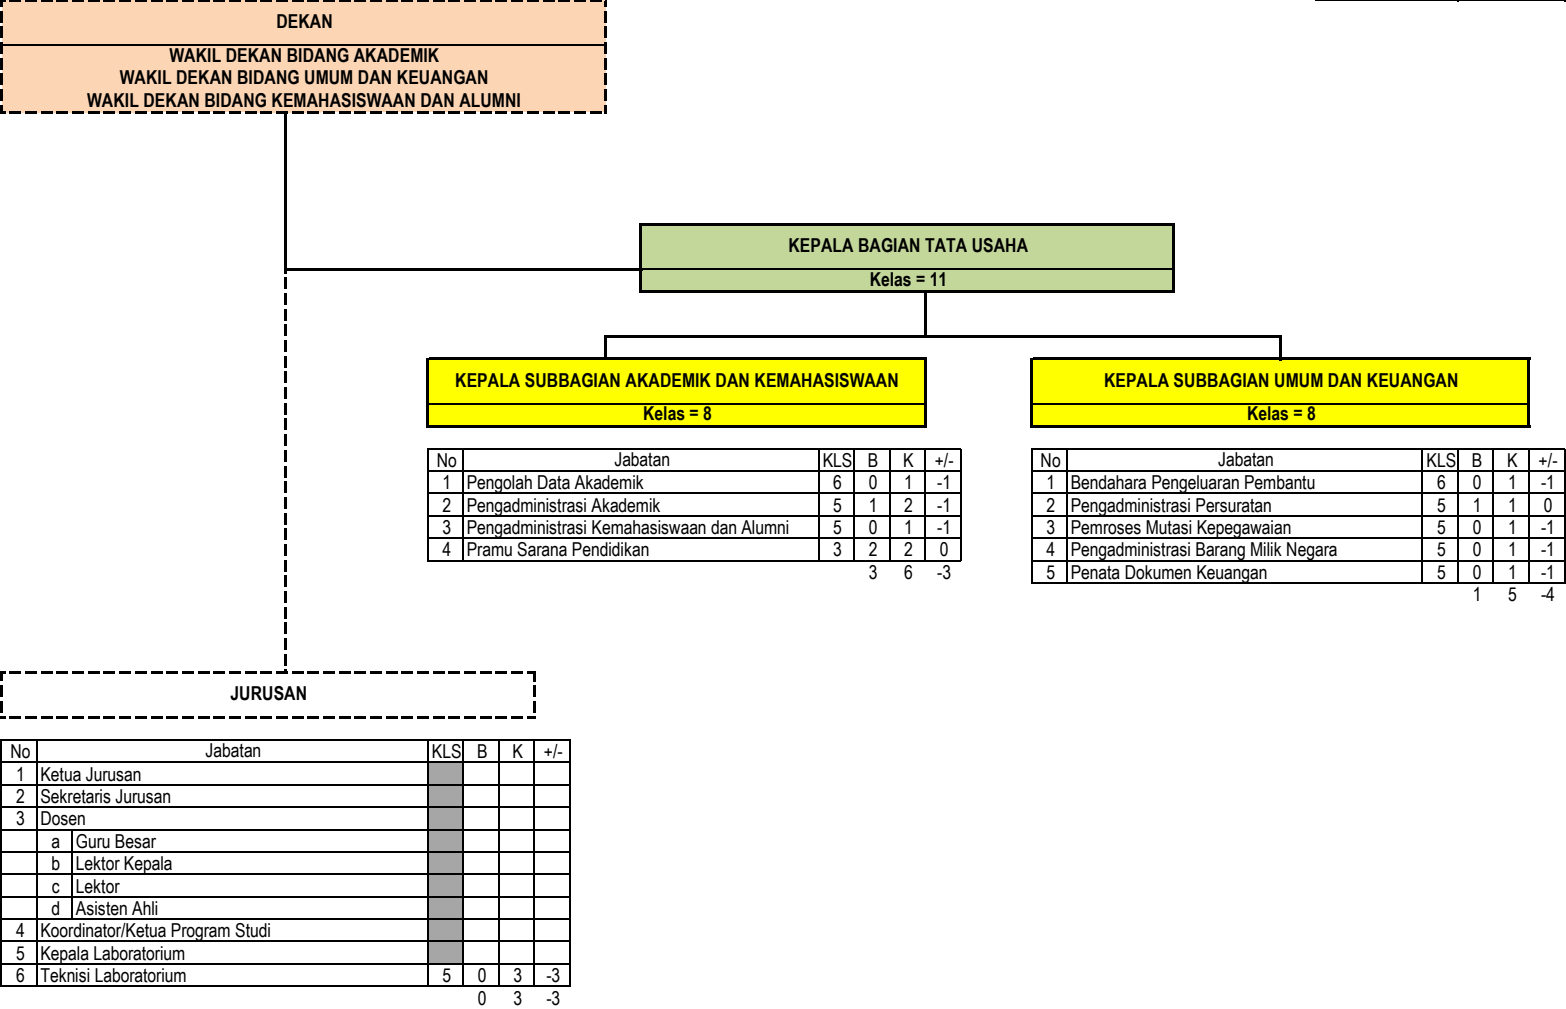 DEKAN
WAKIL DEKAN BIDANG AKADEMIK
WAKIL DEKAN BIDANG UMUM DAN KEUANGAN
WAKIL DEKAN BIDANG KEMAHASISWAAN DAN ALUMNI
KEPALA BAGIAN TATA USAHA
Kelas = 11
KEPALA SUBBAGIAN AKADEMIK DAN KEMAHASISWAAN
Kelas = 8
No Jabatan KLS B K +/-
1 Pengolah Data Akademik 6 0 1 -1
2 Pengadministrasi Akademik 5 1 2 -1
3 Pengadministrasi Kemahasiswaan dan Alumni 5 0 1 -1
4 Pramu Sarana Pendidikan 3 2 2 0
3 6 -3
KEPALA SUBBAGIAN UMUM DAN KEUANGAN
Kelas = 8
No Jabatan KLS B K +/-
1 Bendahara Pengeluaran Pembantu 6 0 1 -1
2 Pengadministrasi Persuratan 5 1 1 0
3 Pemroses Mutasi Kepegawaian 5 0 1 -1
4 Pengadministrasi Barang Milik Negara 5 0 1 -1
5 Penata Dokumen Keuangan 5 0 1 -1
1 5 -4
JURUSAN
No Jabatan KLS B K +/-
1 Ketua Jurusan
2 Sekretaris Jurusan
3 Dosen
a Guru Besar
b Lektor Kepala
c Lektor
d Asisten Ahli
4 Koordinator/Ketua Program Studi
5 Kepala Laboratorium
6 Teknisi Laboratorium 5 0 3 -3
0 3 -3